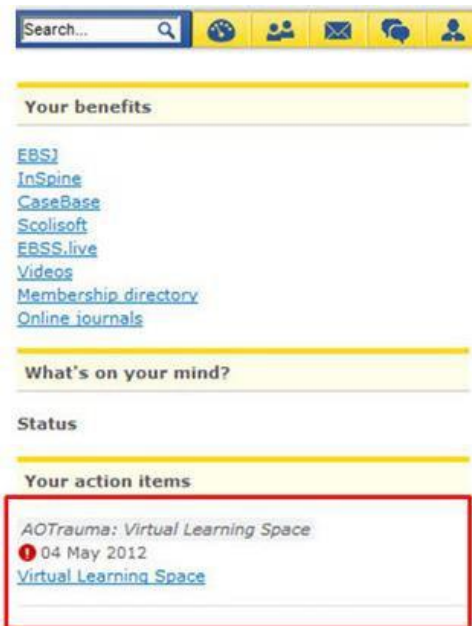 Search...
Your benefits
EBSJ
InSpine
CaseBase
Scolisoft
EBSS.live
Videos
Membership directory
Online journals
What's on your mind?
Status
Your action items
AOTrauma: Virtual Learning Space
04 May 2012
Virtual Learning Space